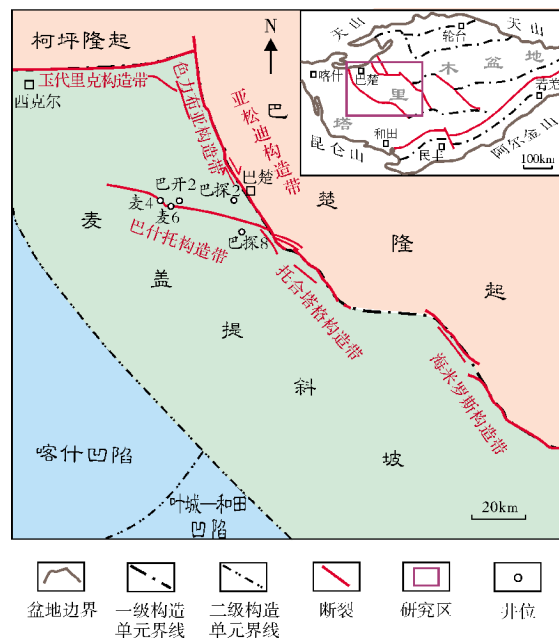 柯坪隆起
N
玉代里克构造带
西克尔
色力布亚构造带
亚松迪构造带
巴楚隆起
巴楚
巴开2
巴探2
麦4
麦6
巴什托构造带
巴探8
麦盖提斜坡
托合塔格构造带
海米罗斯构造带
喀什凹陷
叶城—和田
凹陷
20km
天山
轮台
天山
喀什
巴楚
塔里木盆地
若羌
和田
民丰
昆仑山
阿尔金山
100km
盆地边界
一级构造
单元界线
二级构造
单元界线
断裂
研究区
井位